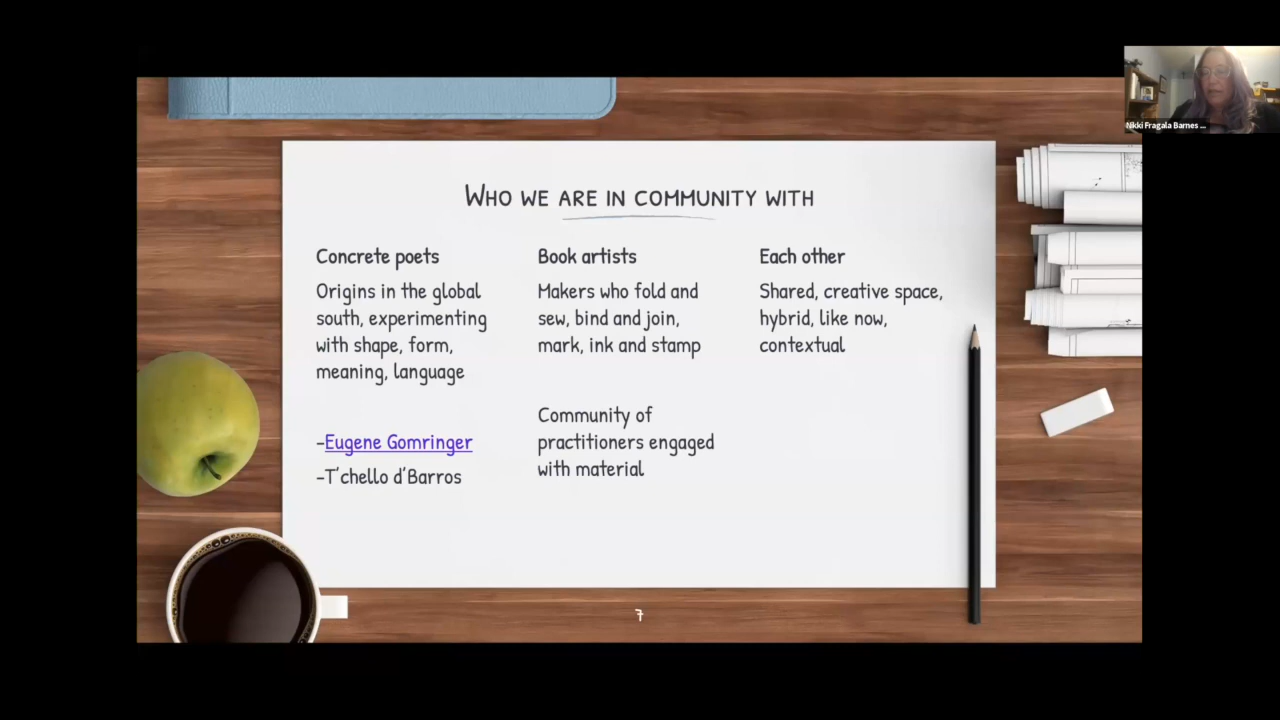 Who we are in community with
Concrete poets
Origins in the global
south, experimenting
with shape, form,
meaning, language
-Eugene Gomringer
-T'chello d'Barros
Book artists
Makers who fold and
sew, bind and join,
mark, ink and stamp
Community of
practitioners engaged
with material
Each other
Shared, creative space,
hybrid, like now,
contextual
7
Nikki Fragala Barnes ...